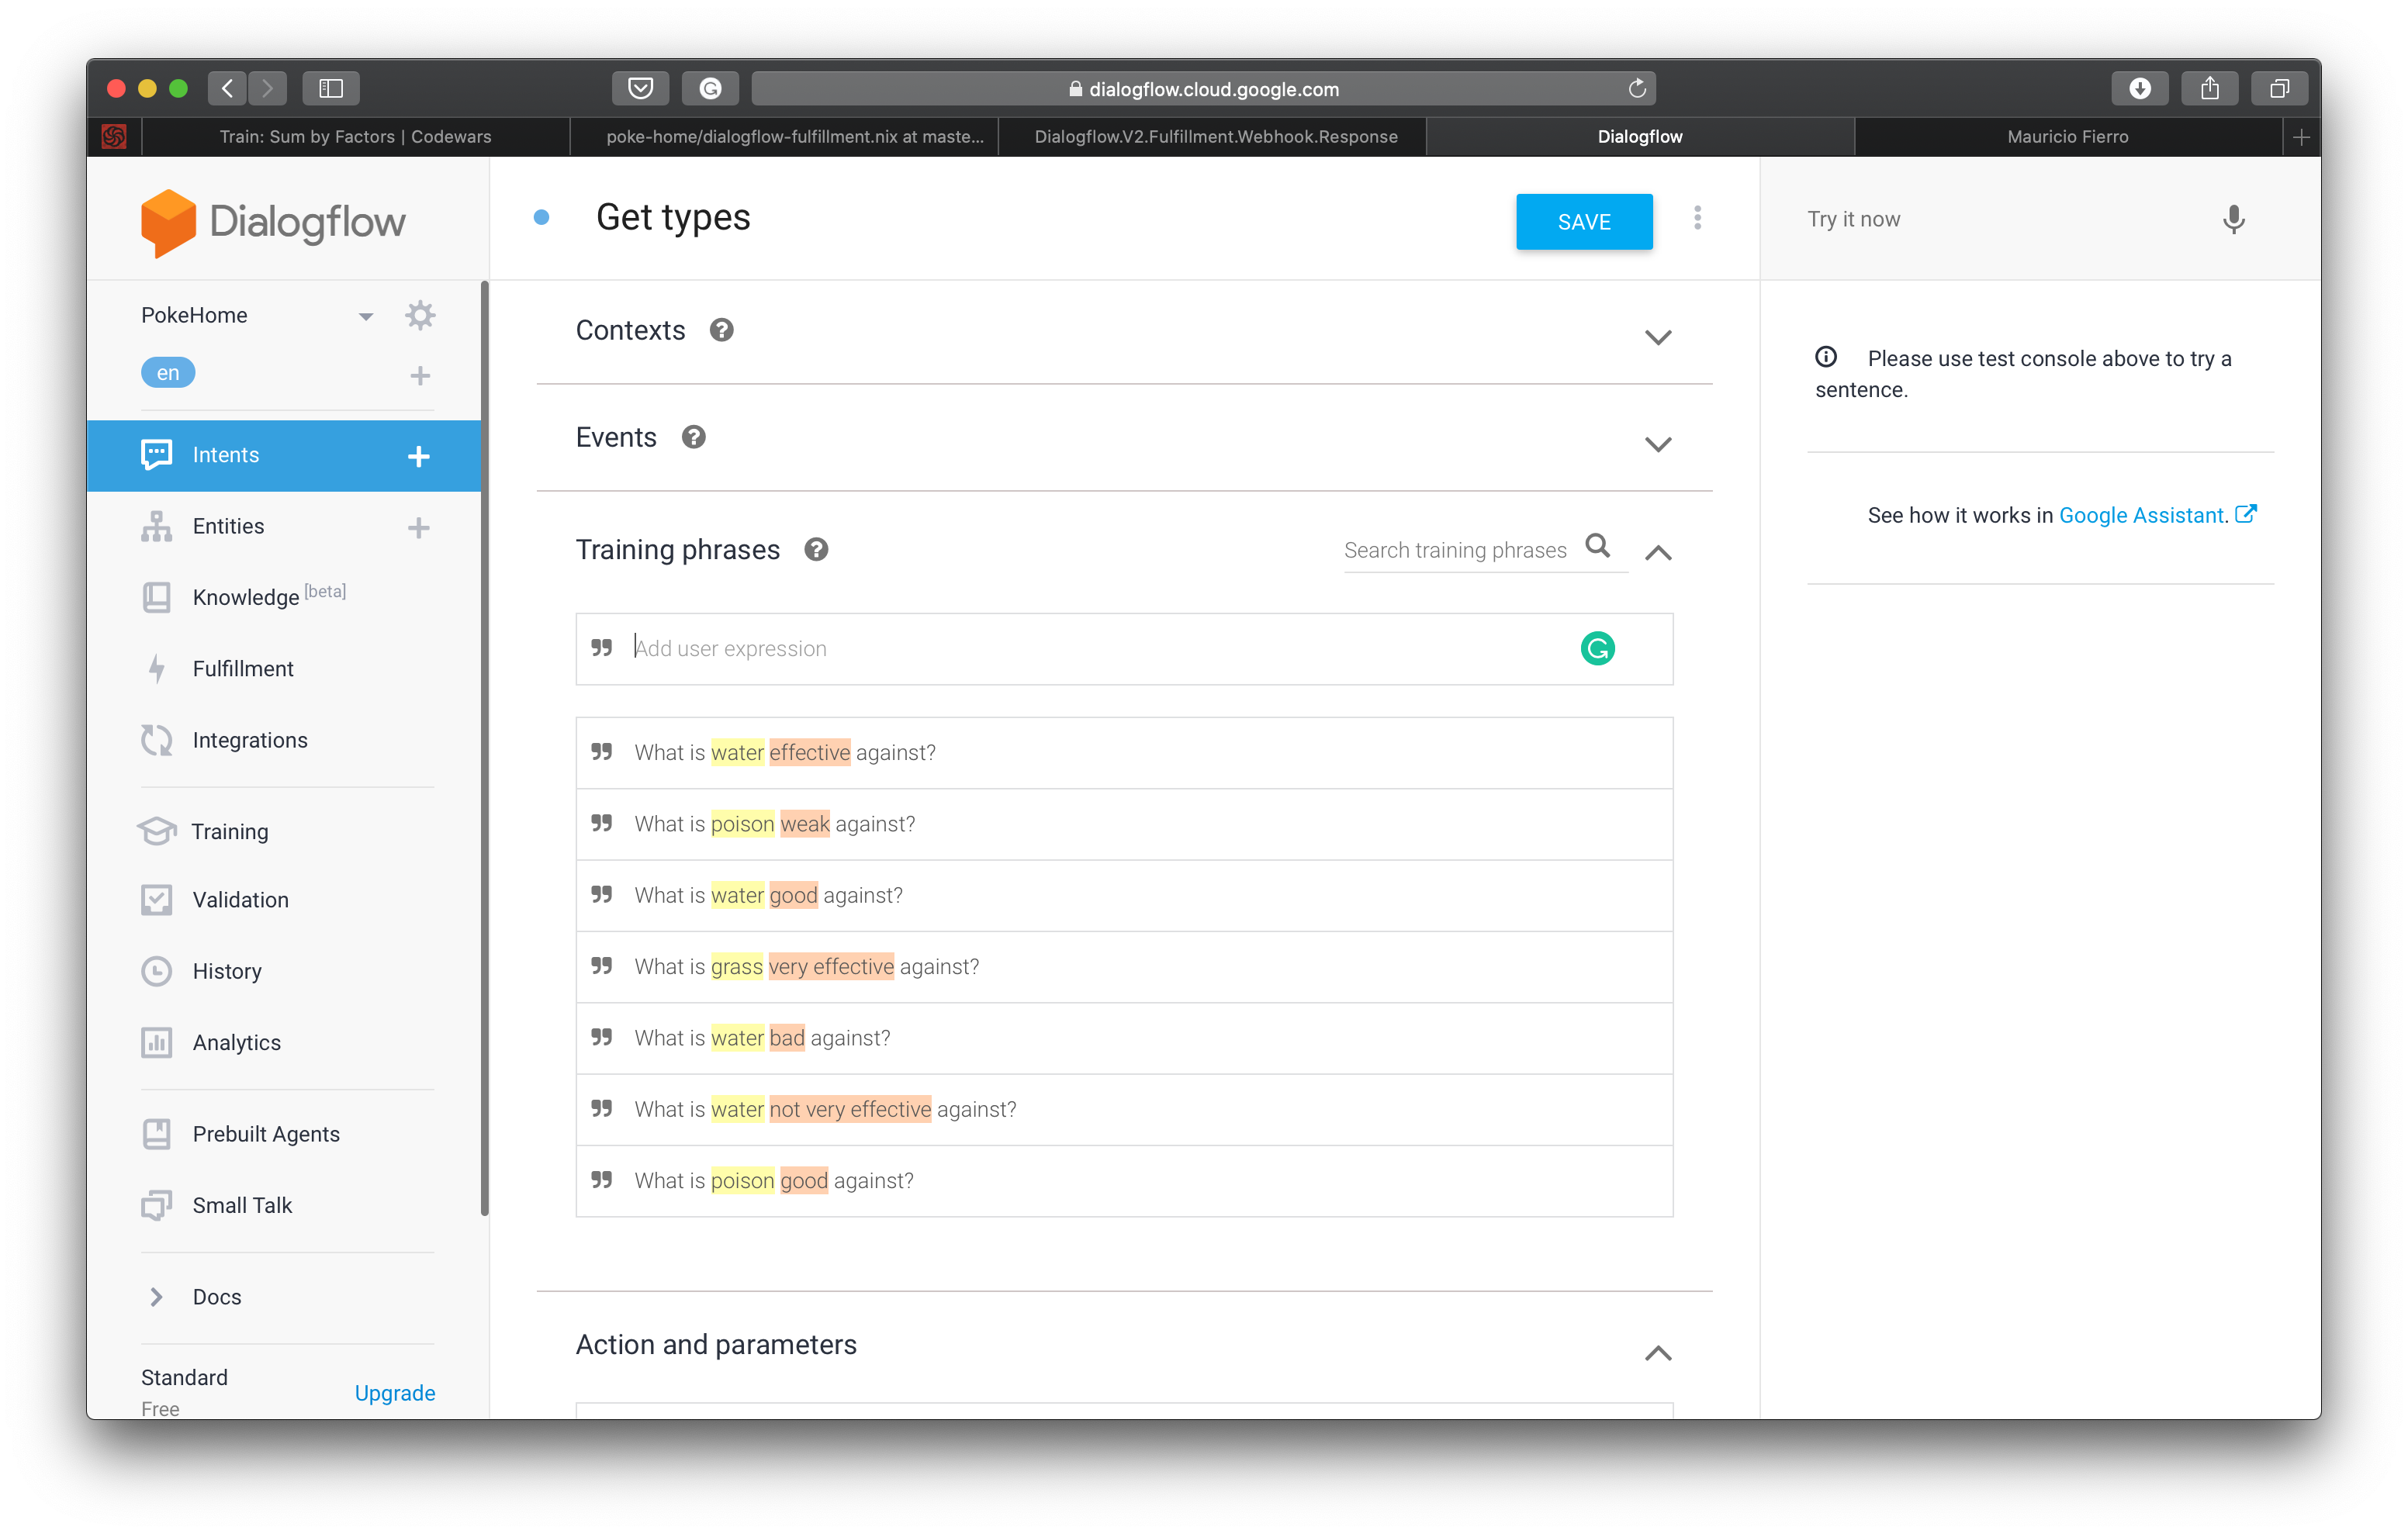 dialogflow.cloud.google.com
Train: Sum by Factors | Codewars
poke-home/dialogflow-fulfillment.nix at maste...
Dialogflow.V2.Fulfillment.Webhook.Response
Dialogflow
Mauricio Fierro
Dialogflow
Get types
SAVE
Try it now
PokeHome
en
Intents
Entities
Knowledge [beta]
Fulfillment
Integrations
Training
Validation
History
Analytics
Prebuilt Agents
Small Talk
Docs
Standard
Free
Upgrade
Contexts
Events
Training phrases
Search training phrases
Add user expression
What is water effective against?
What is poison weak against?
What is water good against?
What is grass very effective against?
What is water bad against?
What is water not very effective against?
What is poison good against?
Action and parameters
Please use test console above to try a
sentence.
See how it works in Google Assistant.